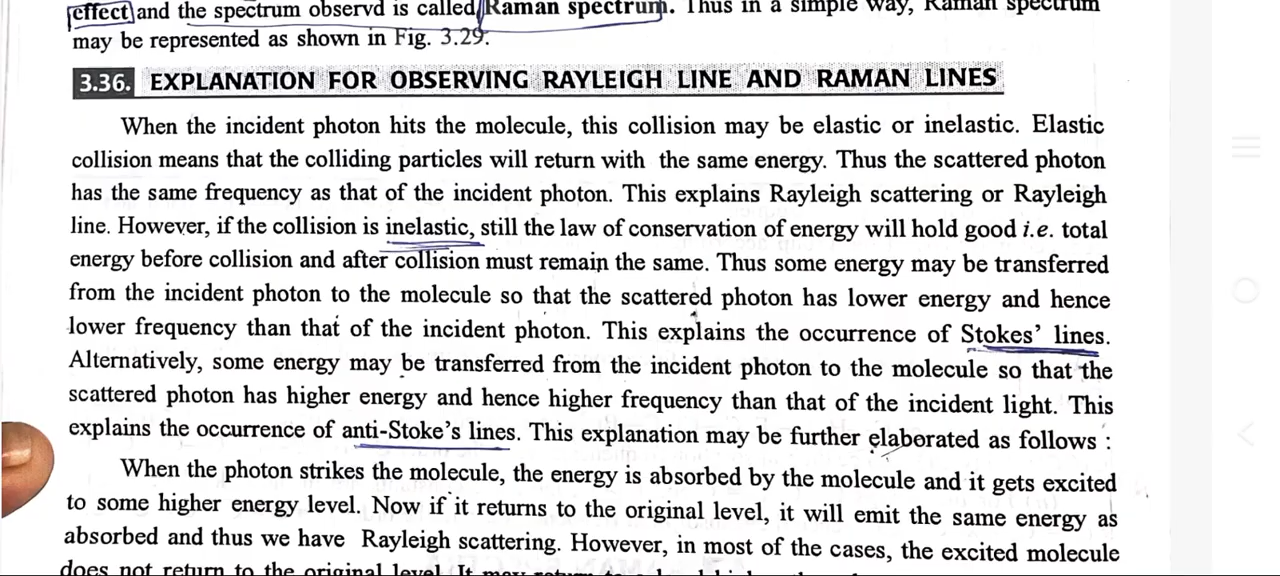 effect and the spectrum observd is called Raman spectrum. Thus in a simple way, Raman spectrum
may be represented as shown in Fig. 3.29.
3.36. EXPLANATION FOR OBSERVING RAYLEIGH LINE AND RAMAN LINES
When the incident photon hits the molecule, this collision may be elastic or inelastic. Elastic
collision means that the colliding particles will return with the same energy. Thus the scattered photon
has the same frequency as that of the incident photon. This explains Rayleigh scattering or Rayleigh
line. However, if the collision is inelastic, still the law of conservation of energy will hold good i.e. total
energy before collision and after collision must remain the same. Thus some energy may be transferred
from the incident photon to the molecule so that the scattered photon has lower energy and hence
lower frequency than that of the incident photon. This explains the occurrence of Stokes' lines.
Alternatively, some energy may be transferred from the incident photon to the molecule so that the
scattered photon has higher energy and hence higher frequency than that of the incident light. This
explains the occurrence of anti-Stoke's lines. This explanation may be further elaborated as follows :
When the photon strikes the molecule, the energy is absorbed by the molecule and it gets excited
to some higher energy level. Now if it returns to the original level, it will emit the same energy as
absorbed and thus we have Rayleigh scattering. However, in most of the cases, the excited molecule
does not return to the original level. It may